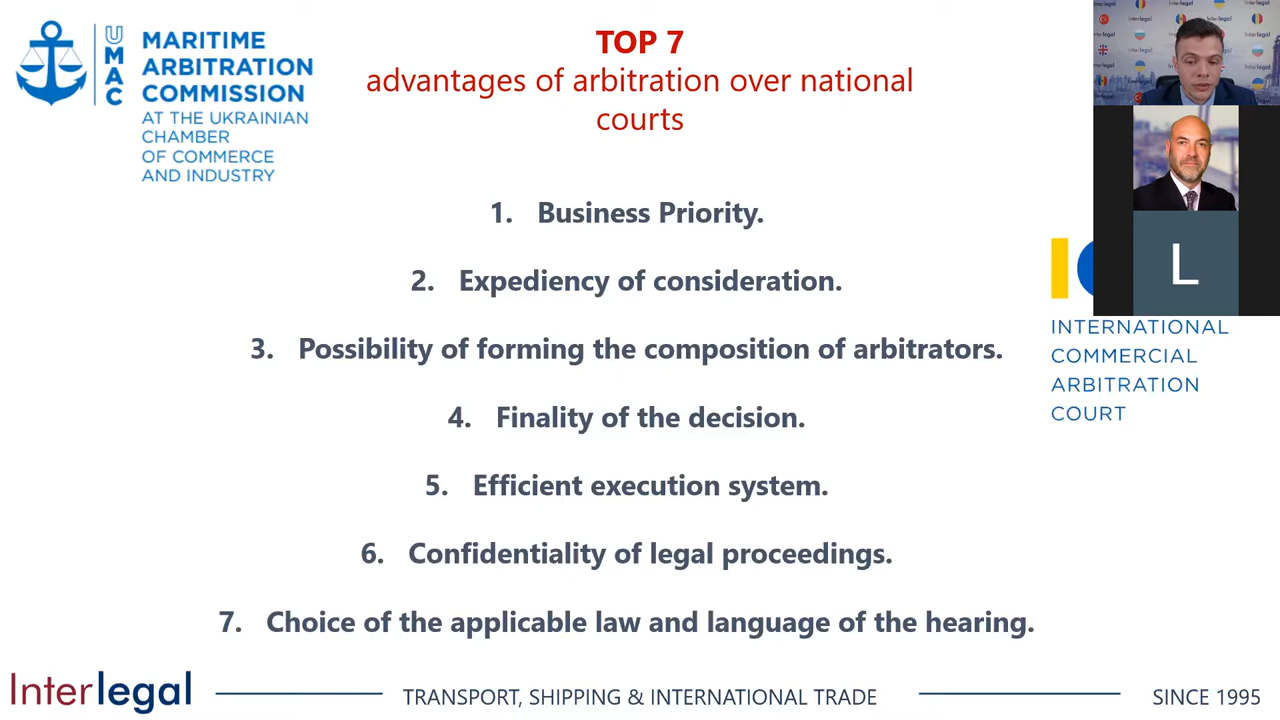 UMAC
MARITIME
ARBITRATION
COMMISSION
AT THE UKRAINIAN
CHAMBER
OF COMMERCE
AND INDUSTRY
TOP 7
advantages of arbitration over national
courts
1. Business Priority.
2. Expediency of consideration.
3. Possibility of forming the composition of arbitrators.
4. Finality of the decision.
5. Efficient execution system.
6. Confidentiality of legal proceedings.
7. Choice of the applicable law and language of the hearing.
L
I
INTERNATIONAL
COMMERCIAL
ARBITRATION
COURT
Interlegal
TRANSPORT, SHIPPING & INTERNATIONAL TRADE
SINCE 1995